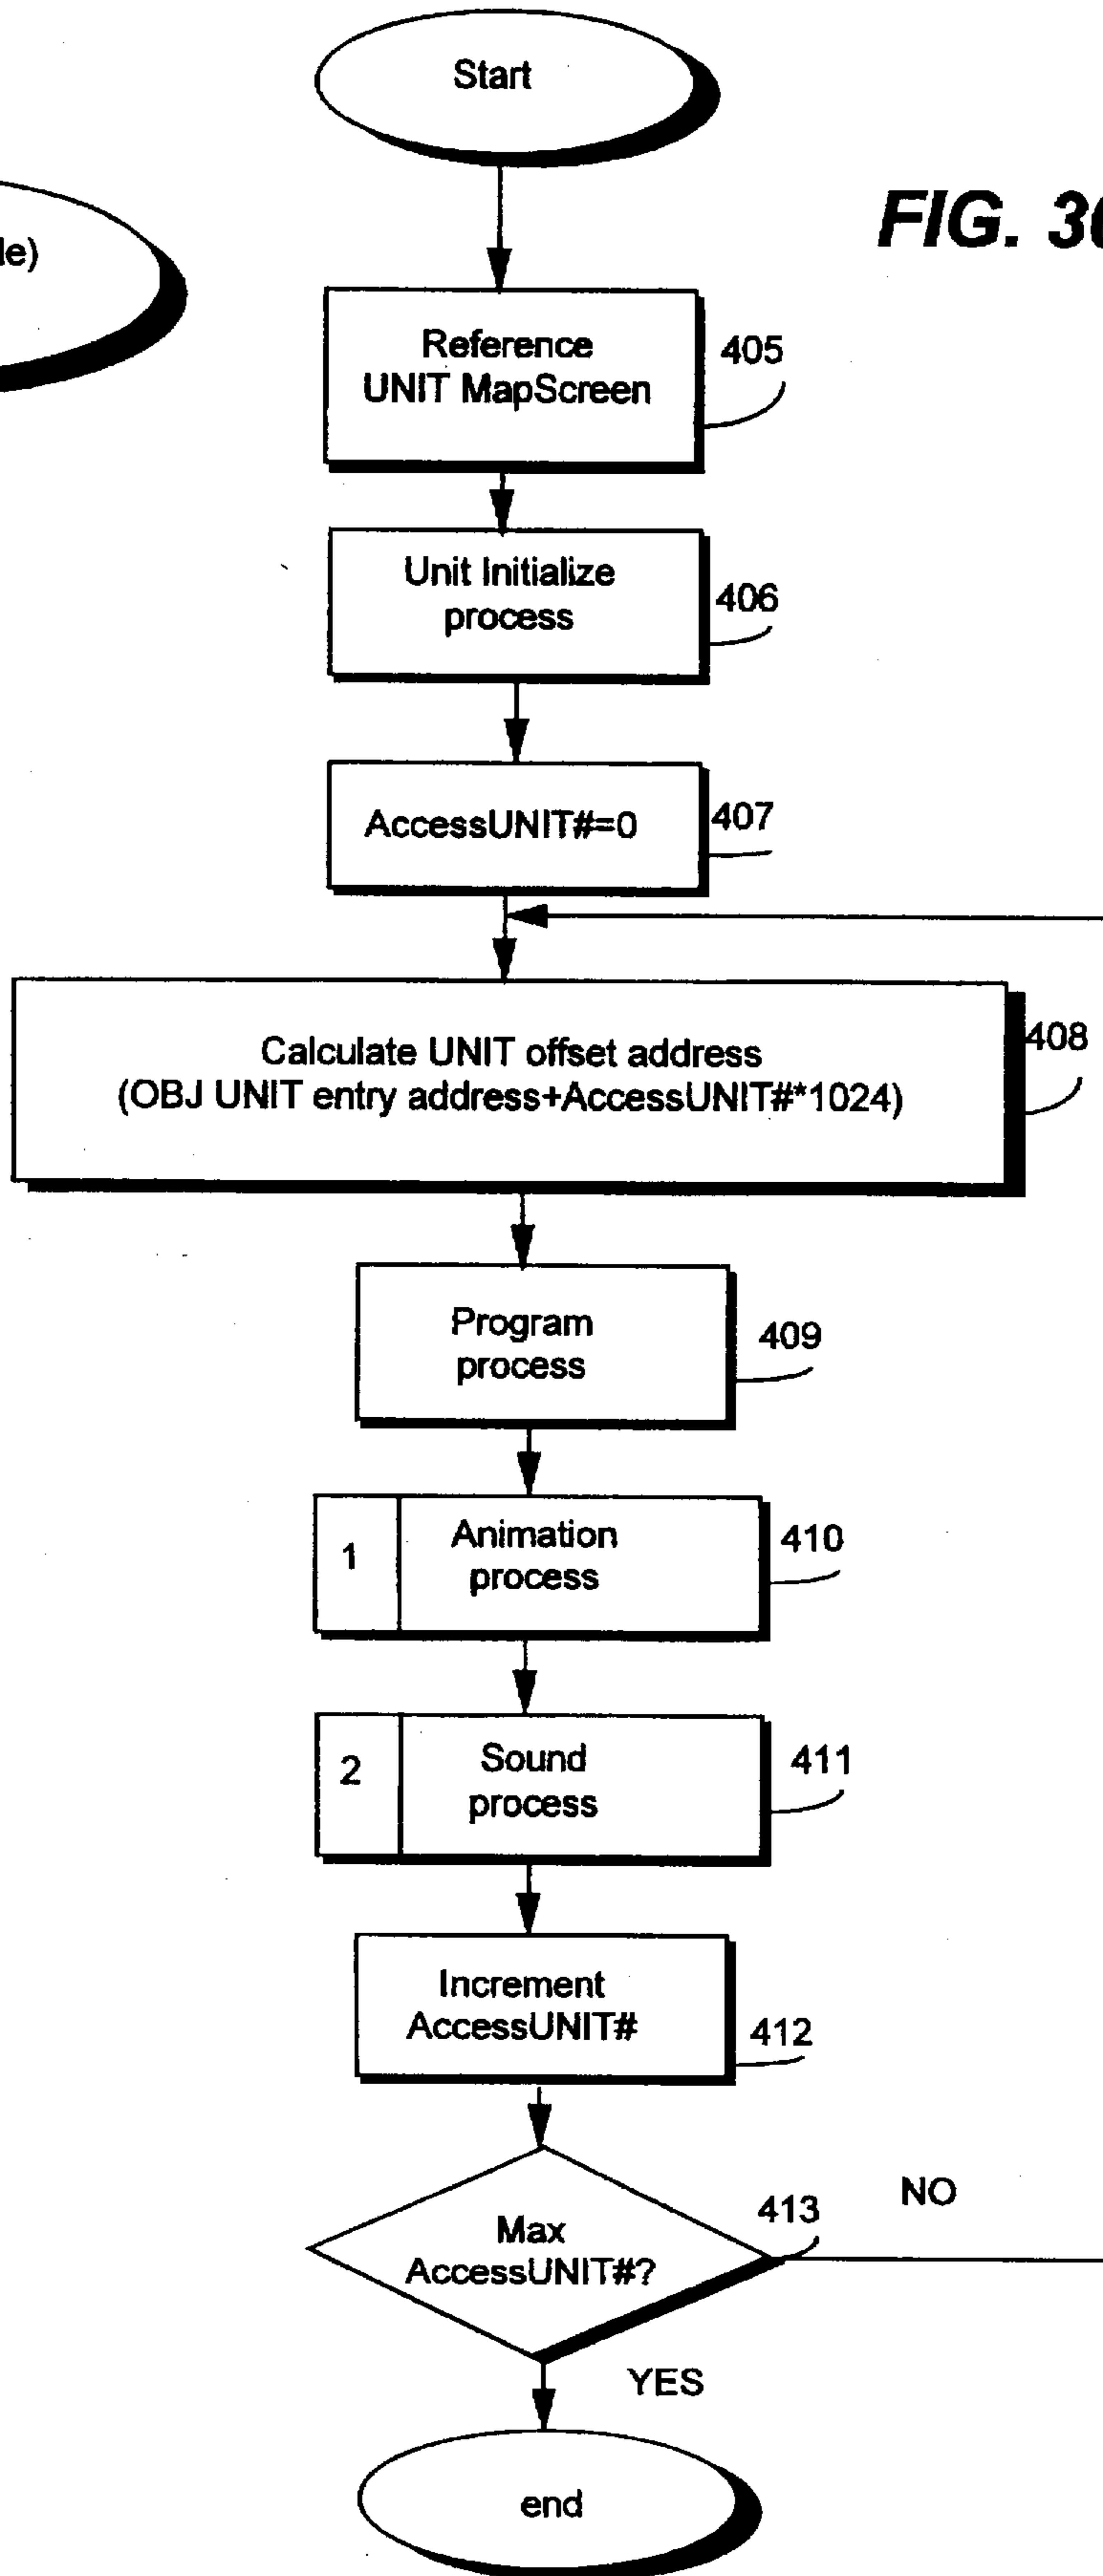 Start
le)
FIG. 3
Reference
UNIT MapScreen
405
Unit Initialize
process
406
AccessUNIT#=0
407
Calculate UNIT offset address
(OBJ UNIT entry address+AccessUNIT#*1024)
408
Program
process
409
1
Animation
process
410
2
Sound
process
411
Increment
AccessUNIT#
412
Max
AccessUNIT#?
413
NO
YES
end